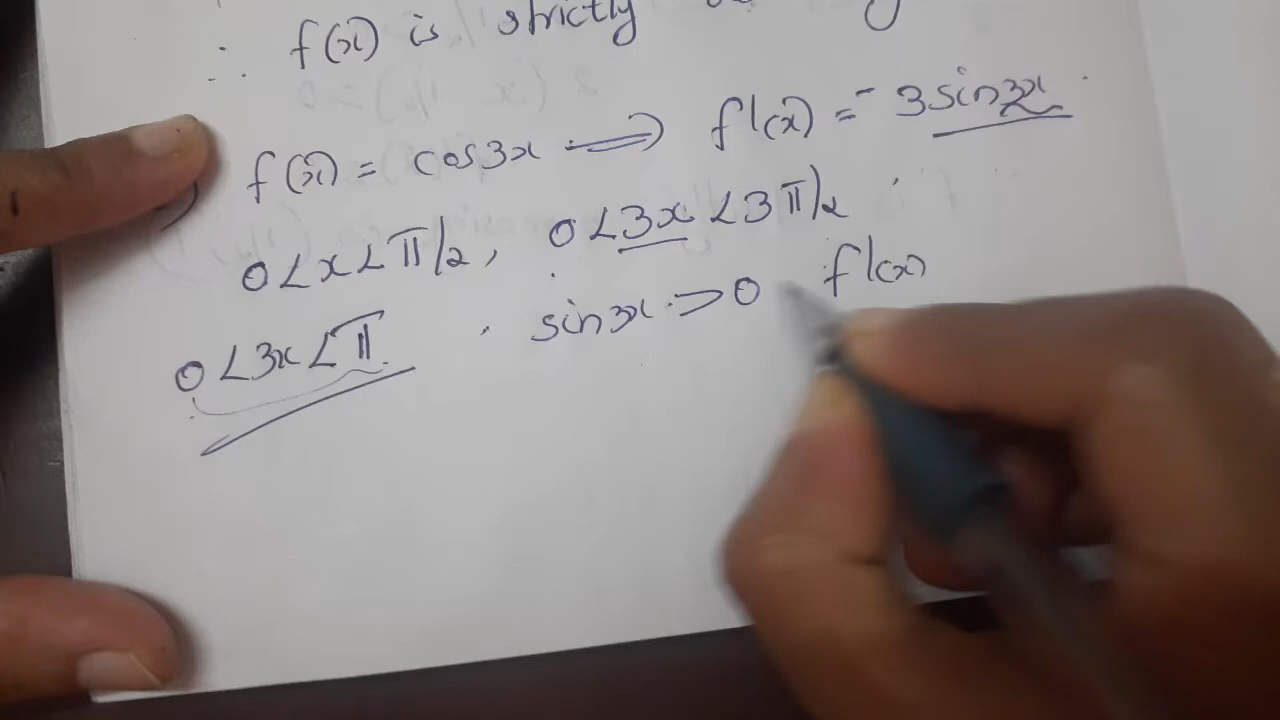 ∴ f(x) is strictly
f(x) = cos3x ⟹ f'(x) = -3sin3x
0<x<π/2, 0<3x<3π/2
sin3x>0 f'(x)
0<3x<π